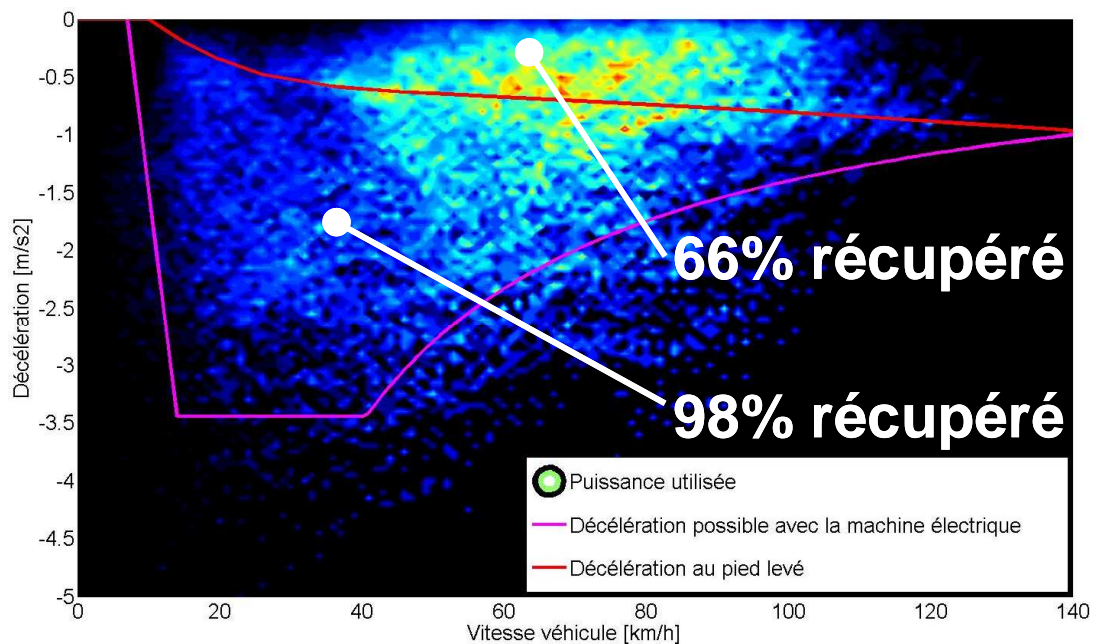 0
-0.5
-1
-1.5
-2
-2.5
-3
-3.5
-4
-4.5
-5
Décélération [m/s2]
66% récupéré
98% récupéré
Puissance utilisée
Décélération possible avec la machine électrique
Décélération au pied levé
0 20 40 60 80 100 120 140
Vitesse véhicule [km/h]